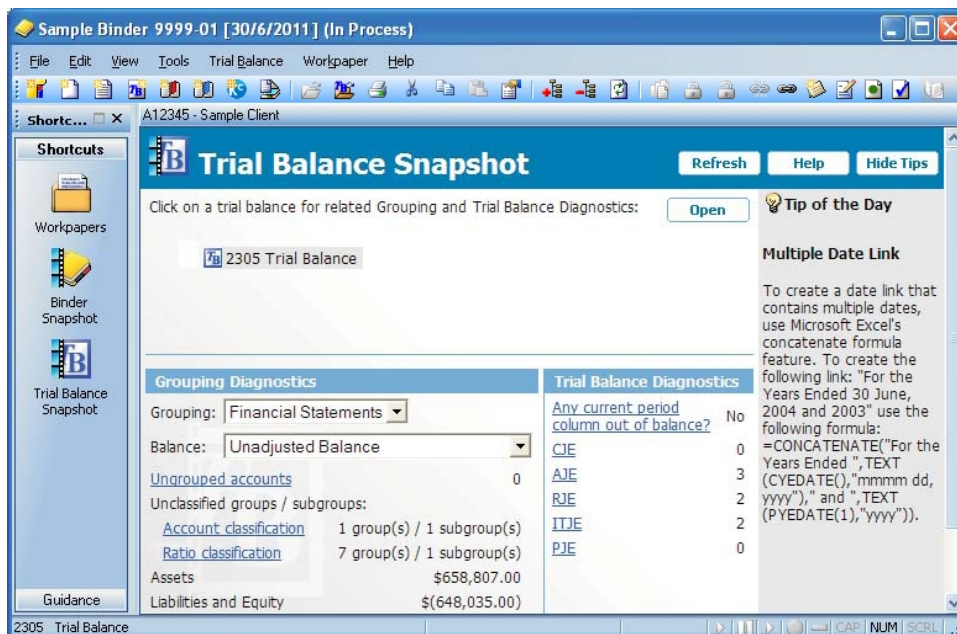 Sample Binder 9999-01 [30/6/2011] (In Process)
File Edit View Tools Trial Balance Workpaper Help
Shortc...
A12345 - Sample Client
Shortcuts
Workpapers
Binder
Snapshot
Trial Balance
Snapshot
Guidance
TB Trial Balance Snapshot
Refresh Help Hide Tips
Click on a trial balance for related Grouping and Trial Balance Diagnostics:
Open
TB 2305 Trial Balance
Grouping Diagnostics
Grouping: Financial Statements
Balance: Unadjusted Balance
Ungrouped accounts 0
Unclassified groups / subgroups:
Account classification 1 group(s) / 1 subgroup(s)
Ratio classification 7 group(s) / 1 subgroup(s)
Assets $658,807.00
Liabilities and Equity $(648,035.00)
Trial Balance Diagnostics
Any current period
column out of balance? No
CJE 0
AJE 3
RJE 2
ITJE 2
PJE 0
Tip of the Day
Multiple Date Link
To create a date link that
contains multiple dates,
use Microsoft Excel's
concatenate formula
feature. To create the
following link: "For the
Years Ended 30 June,
2004 and 2003" use the
following formula:
=CONCATENATE("For the
Years Ended ",TEXT
(CYEDATE(),"mmmm dd,
yyyy")," and ",TEXT
(PYEDATE(1),"yyyy")).
2305 Trial Balance
CAP NUM SCRL